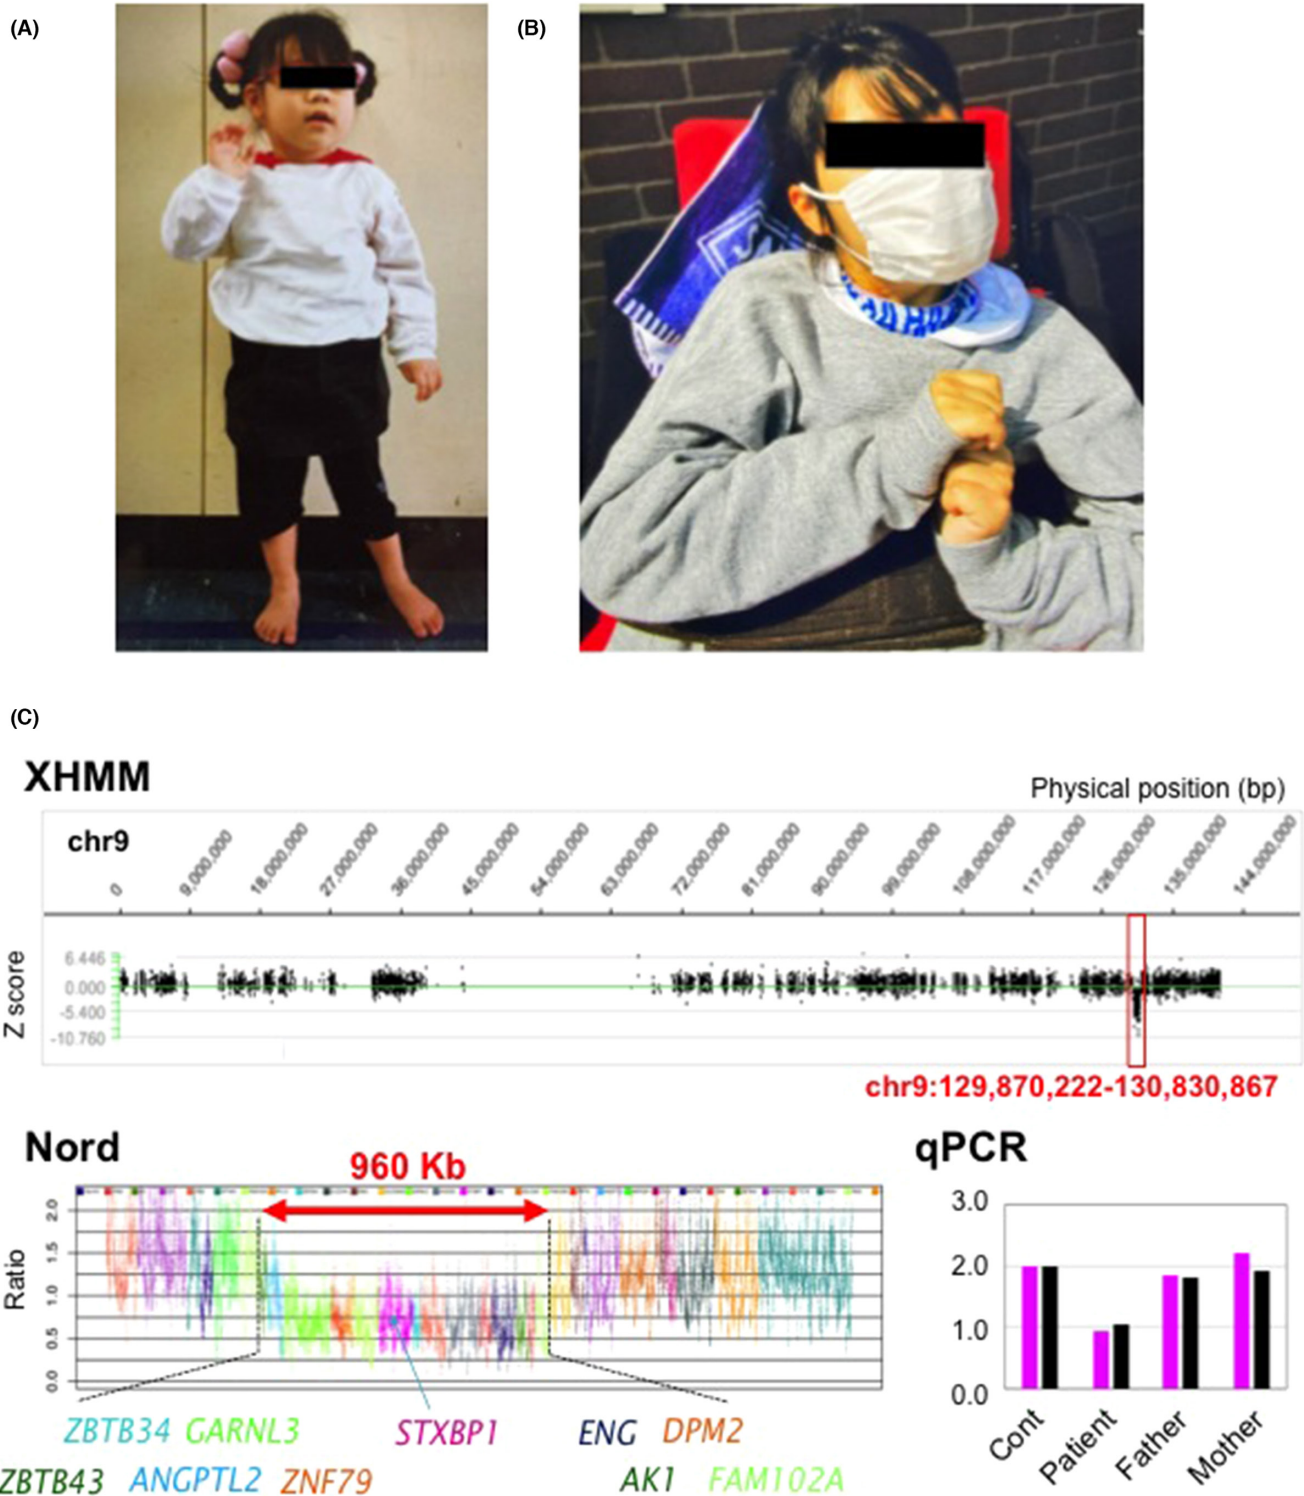 (A)
(B)
(C)
XHMM
Physical position (bp)
chr9
0
9,000,000
18,000,000
27,000,000
36,000,000
45,000,000
54,000,000
63,000,000
72,000,000
81,000,000
90,000,000
99,000,000
108,000,000
117,000,000
126,000,000
135,000,000
144,000,000
Z score
6.446
0.000
-5.400
-10.760
chr9:129,870,222-130,830,867
Nord
960 Kb
Ratio
2.0
1.5
1.0
0.5
0.0
ZBTB34 GARNL3 STXBP1 ENG DPM2
ZBTB43 ANGPTL2 ZNF79 AK1 FAM102A
qPCR
3.0
2.0
1.0
0.0
Cont
Patient
Father
Mother